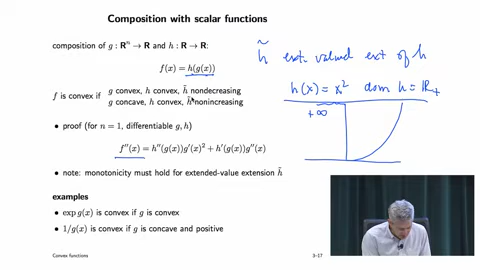 Composition with scalar functions
composition of g : Rⁿ → R and h : R → R:
f(x) = h(g(x))
f is convex if g convex, h convex, h̃ nondecreasing
g concave, h convex, h̃ nonincreasing
• proof (for n = 1, differentiable g, h)
f′′(x) = h′′(g(x))g′(x)² + h′(g(x))g′′(x)
• note: monotonicity must hold for extended-value extension h̃
examples
• exp g(x) is convex if g is convex
• 1/g(x) is convex if g is concave and positive
Convex functions
3–17
h̃ ext. valued ext of h
h(x) = x² dom h = ℝ₊
+∞